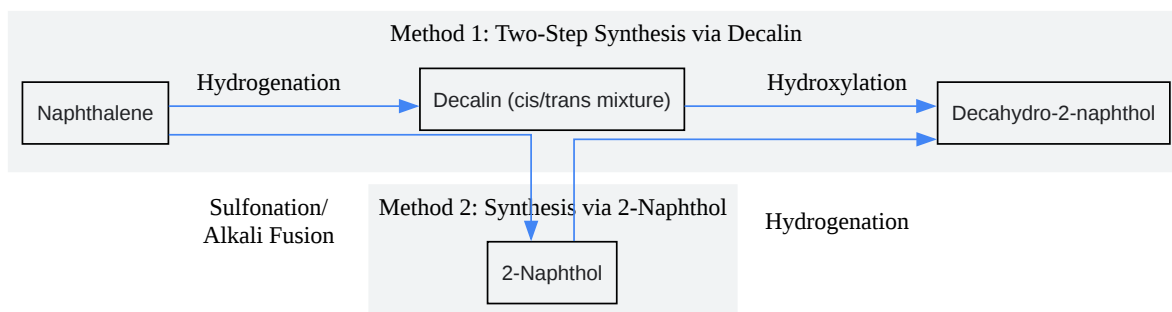 Method 1: Two-Step Synthesis via Decalin
Hydrogenation
Hydroxylation
Naphthalene
Decalin (cis/trans mixture)
Decahydro-2-naphthol
Sulfonation/
Alkali Fusion
Method 2: Synthesis via 2-Naphthol
Hydrogenation
2-Naphthol